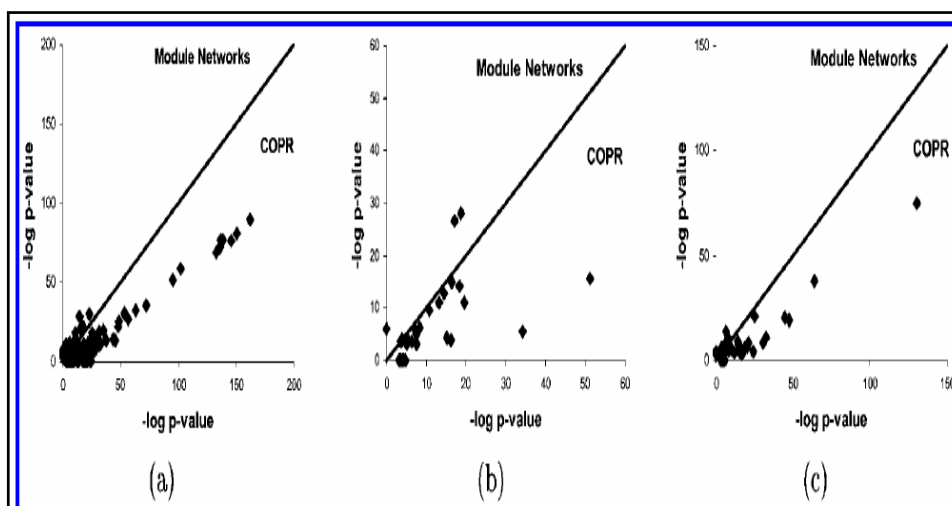 200
150
100
50
0
-log p-value
Module Networks
COPR
0 50 100 150 200
-log p-value
(a)
60
50
40
30
20
10
0
-log p-value
Module Networks
COPR
0 10 20 30 40 50 60
-log p-value
(b)
150
100
50
0
-log p-value
Module Networks
COPR
0 50 100 150
-log p-value
(c)